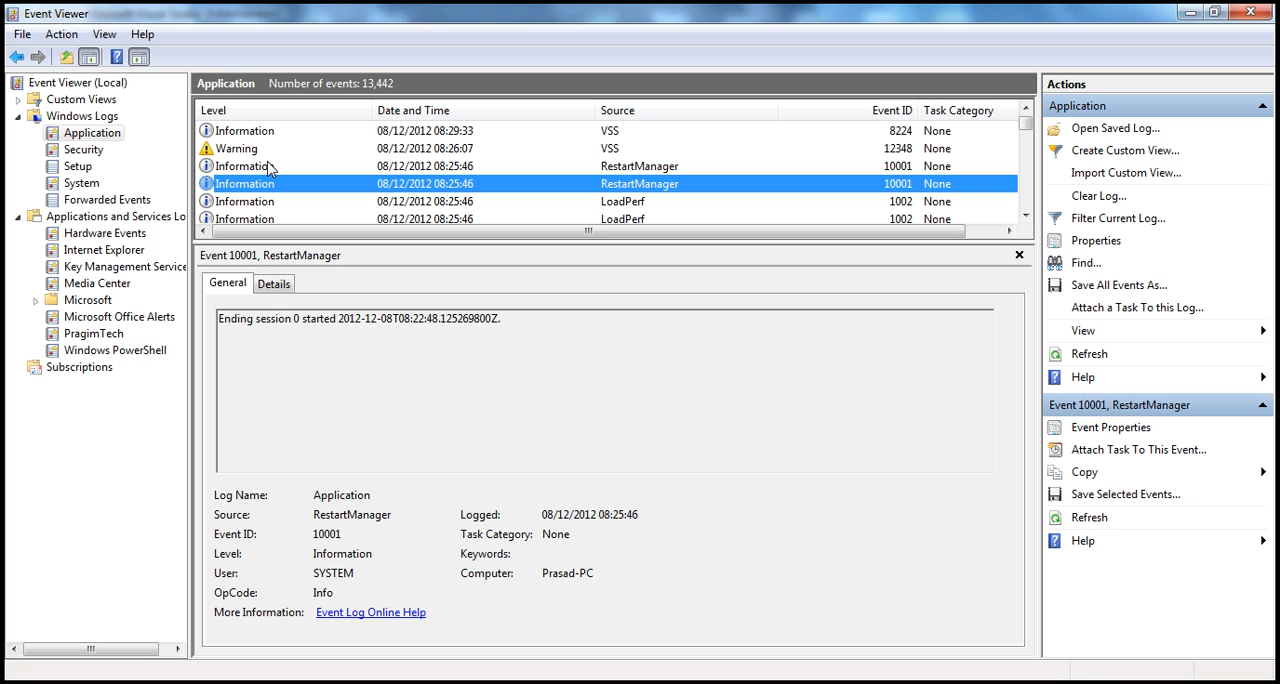 Event Viewer
File Action View Help
Event Viewer (Local)
Custom Views
Windows Logs
Application
Security
Setup
System
Forwarded Events
Applications and Services Lo
Hardware Events
Internet Explorer
Key Management Service
Media Center
Microsoft
Microsoft Office Alerts
PragimTech
Windows PowerShell
Subscriptions
Application Number of events: 13,442
Level Date and Time Source Event ID Task Category
Information 08/12/2012 08:29:33 VSS 8224 None
Warning 08/12/2012 08:26:07 VSS 12348 None
Information 08/12/2012 08:25:46 RestartManager 10001 None
Information 08/12/2012 08:25:46 RestartManager 10001 None
Information 08/12/2012 08:25:46 LoadPerf 1002 None
Information 08/12/2012 08:25:46 LoadPerf 1002 None
Event 10001, RestartManager
General Details
Ending session 0 started 2012-12-08T08:22:48.125269800Z.
Log Name: Application
Source: RestartManager Logged: 08/12/2012 08:25:46
Event ID: 10001 Task Category: None
Level: Information Keywords:
User: SYSTEM Computer: Prasad-PC
OpCode: Info
More Information: Event Log Online Help
Actions
Application
Open Saved Log...
Create Custom View...
Import Custom View...
Clear Log...
Filter Current Log...
Properties
Find...
Save All Events As...
Attach a Task To this Log...
View
Refresh
Help
Event 10001, RestartManager
Event Properties
Attach Task To This Event...
Copy
Save Selected Events...
Refresh
Help